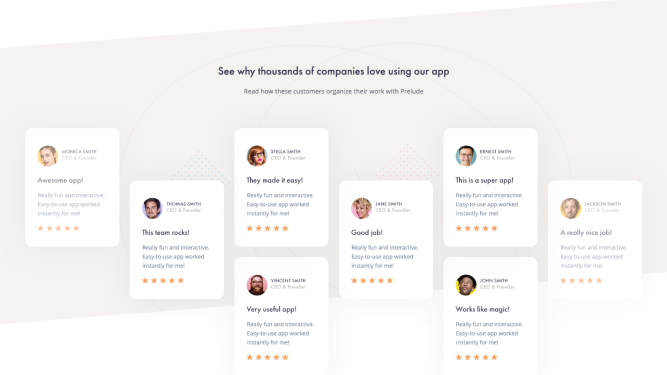 See why thousands of companies love using our app
Read how these customers organize their work with Prelude
MONICA SMITH
CEO & Founder
Awesome app!
Really fun and interactive.
Easy-to-use app worked
instantly for me!
THOMAS SMITH
CEO & Founder
This team rocks!
Really fun and interactive.
Easy-to-use app worked
instantly for me!
STELLA SMITH
CEO & Founder
They made it easy!
Really fun and interactive.
Easy-to-use app worked
instantly for me!
VINCENT SMITH
CEO & Founder
Very useful app!
Really fun and interactive.
Easy-to-use app worked
instantly for me!
JANE SMITH
CEO & Founder
Good job!
Really fun and interactive.
Easy-to-use app worked
instantly for me!
ERNEST SMITH
CEO & Founder
This is a super app!
Really fun and interactive.
Easy-to-use app worked
instantly for me!
JOHN SMITH
CEO & Founder
Works like magic!
Really fun and interactive.
Easy-to-use app worked
instantly for me!
JACKSON SMITH
CEO & Founder
A really nice job!
Really fun and interactive.
Easy-to-use app worked
instantly for me!